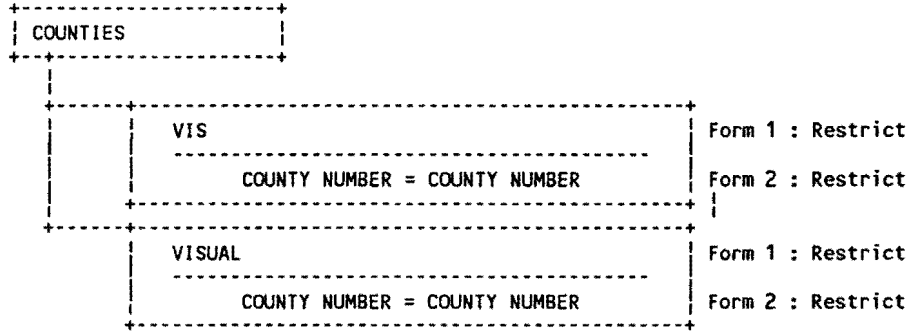 COUNTIES
VIS Form 1 : Restrict
COUNTY NUMBER = COUNTY NUMBER Form 2 : Restrict
VISUAL Form 1 : Restrict
COUNTY NUMBER = COUNTY NUMBER Form 2 : Restrict